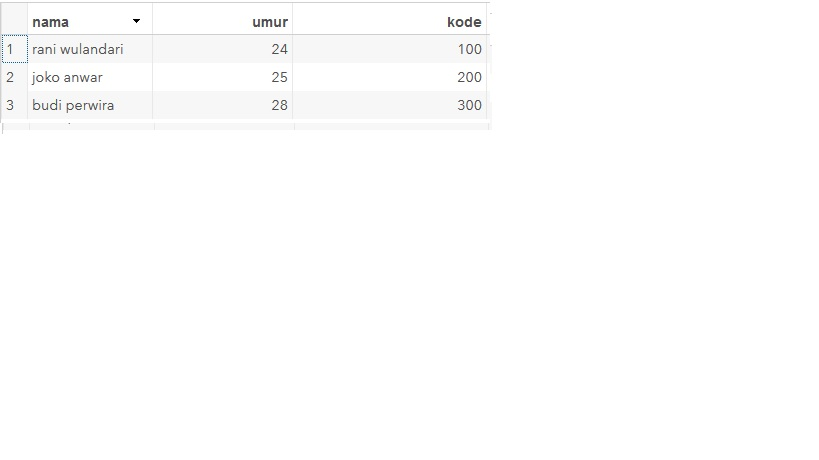 nama umur kode
1 rani wulandari 24 100
2 joko anwar 25 200
3 budi perwira 28 300